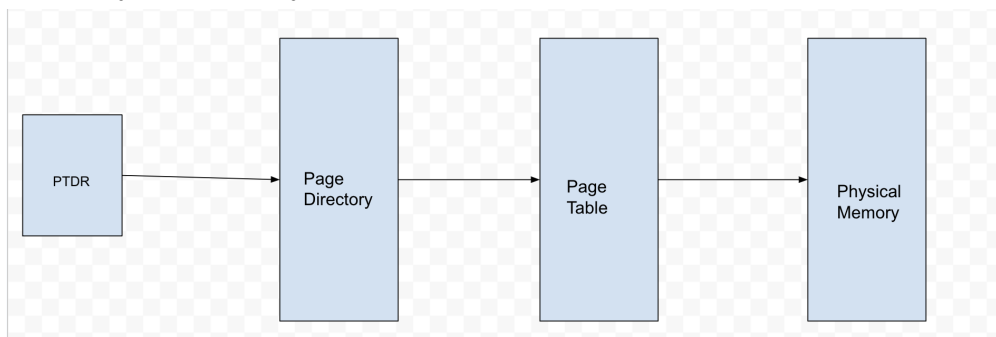 PTDR
Page
Directory
Page
Table
Physical
Memory